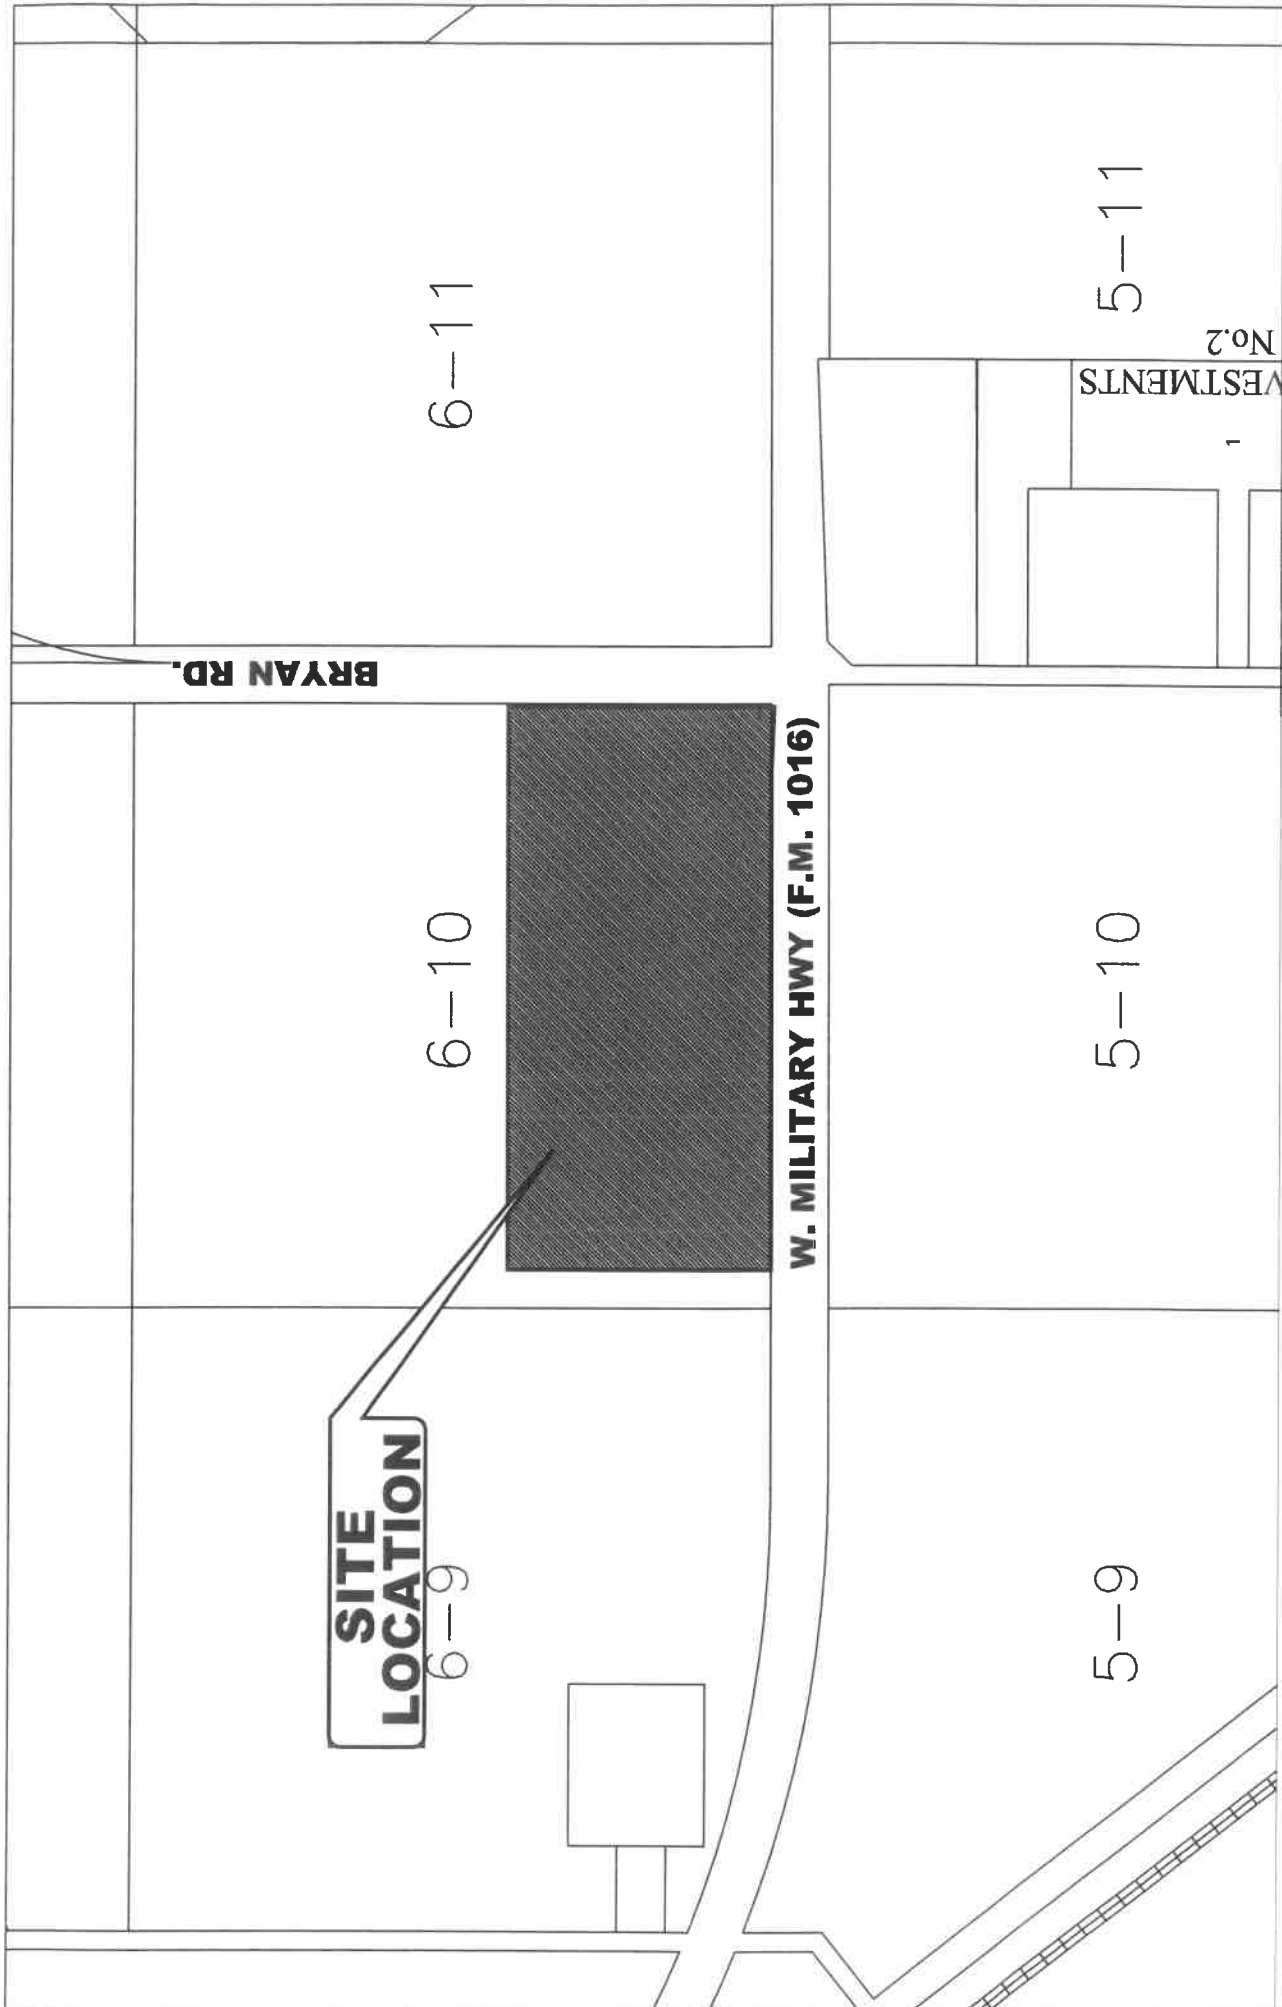 6-11
5-11
No.2
VESTMENTS
1
BRYAN RD.
W. MILITARY HWY (F.M. 1016)
6-10
5-10
SITE
LOCATION
6-9
5-9